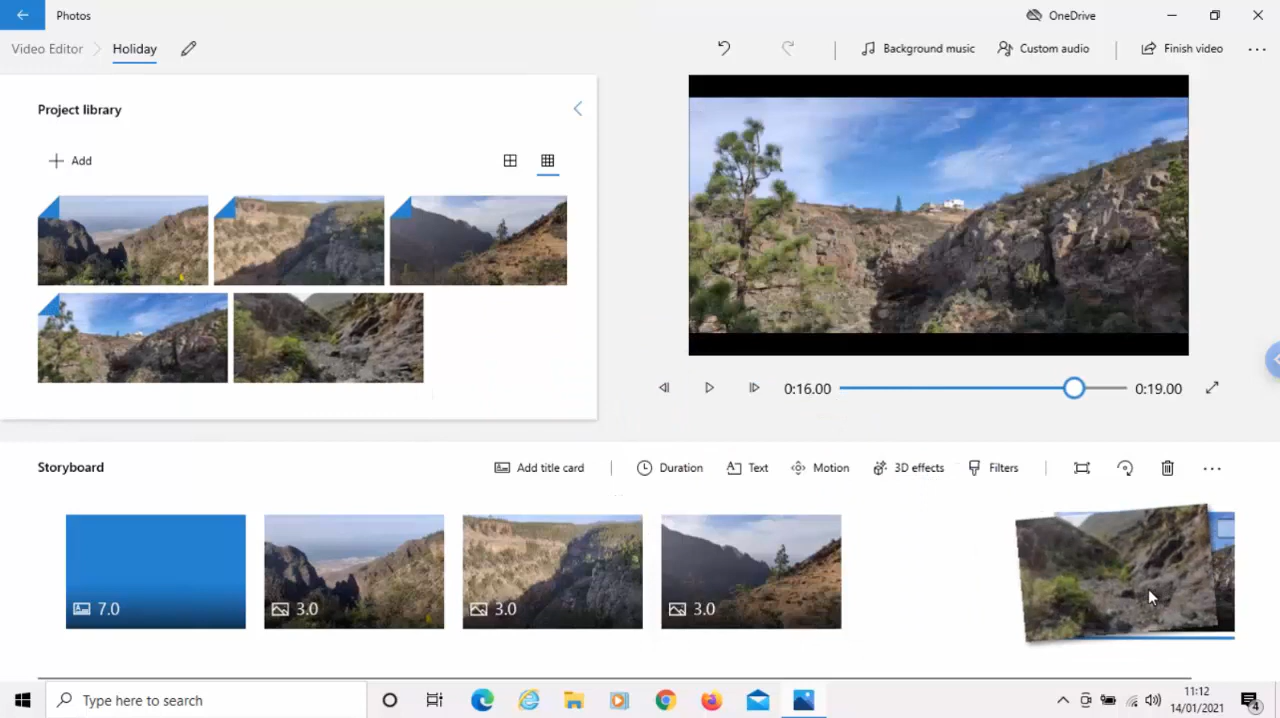 Photos
OneDrive
Video Editor
Holiday
Background music
Custom audio
Finish video
Project library
Add
0:16.00
0:19.00
Storyboard
Add title card
Duration
Text
Motion
3D effects
Filters
7.0
3.0
3.0
3.0
Type here to search
11:12
14/01/2021
4